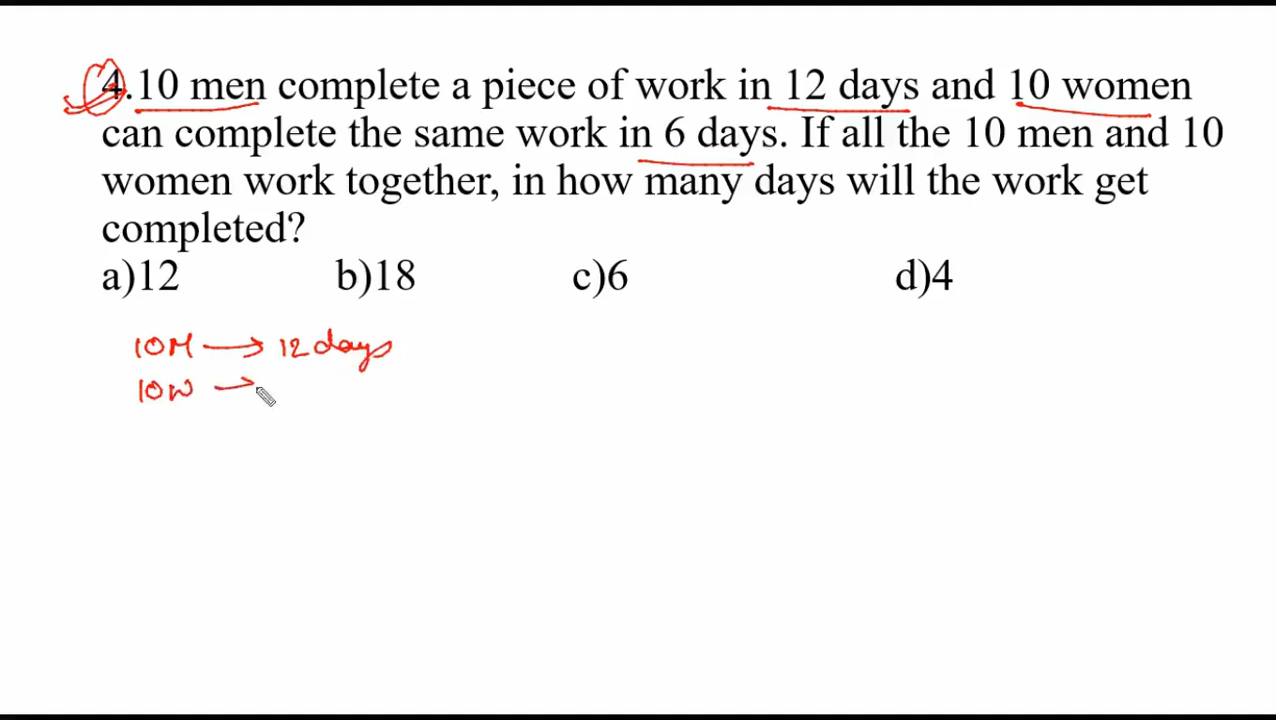 4.10 men complete a piece of work in 12 days and 10 women
can complete the same work in 6 days. If all the 10 men and 10
women work together, in how many days will the work get
completed?
a)12 b)18 c)6 d)4
10M → 12 days
10W →